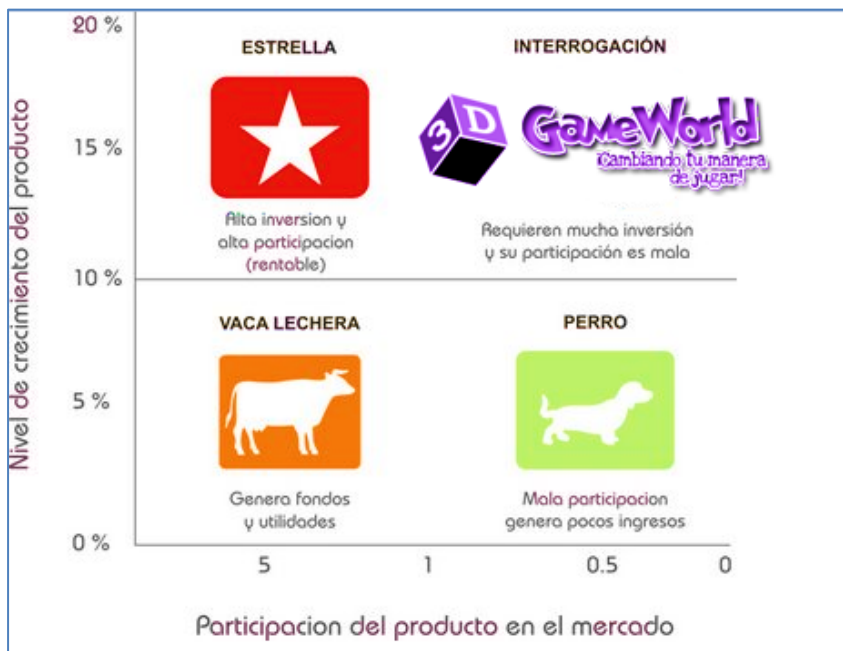 20 %
ESTRELLA
INTERROGACIÓN
3D
GameWorld
¡Cambiando tu manera
de jugar!
15 %
Alta inversion y
alta participacion
(rentable)
Requieren mucha inversión
y su participación es mala
10 %
VACA LECHERA
PERRO
5 %
Genera fondos
y utilidades
Mala participacion
genera pocos ingresos
0 %
5
1
0.5
0
Nivel de crecimiento del producto
Participacion del producto en el mercado